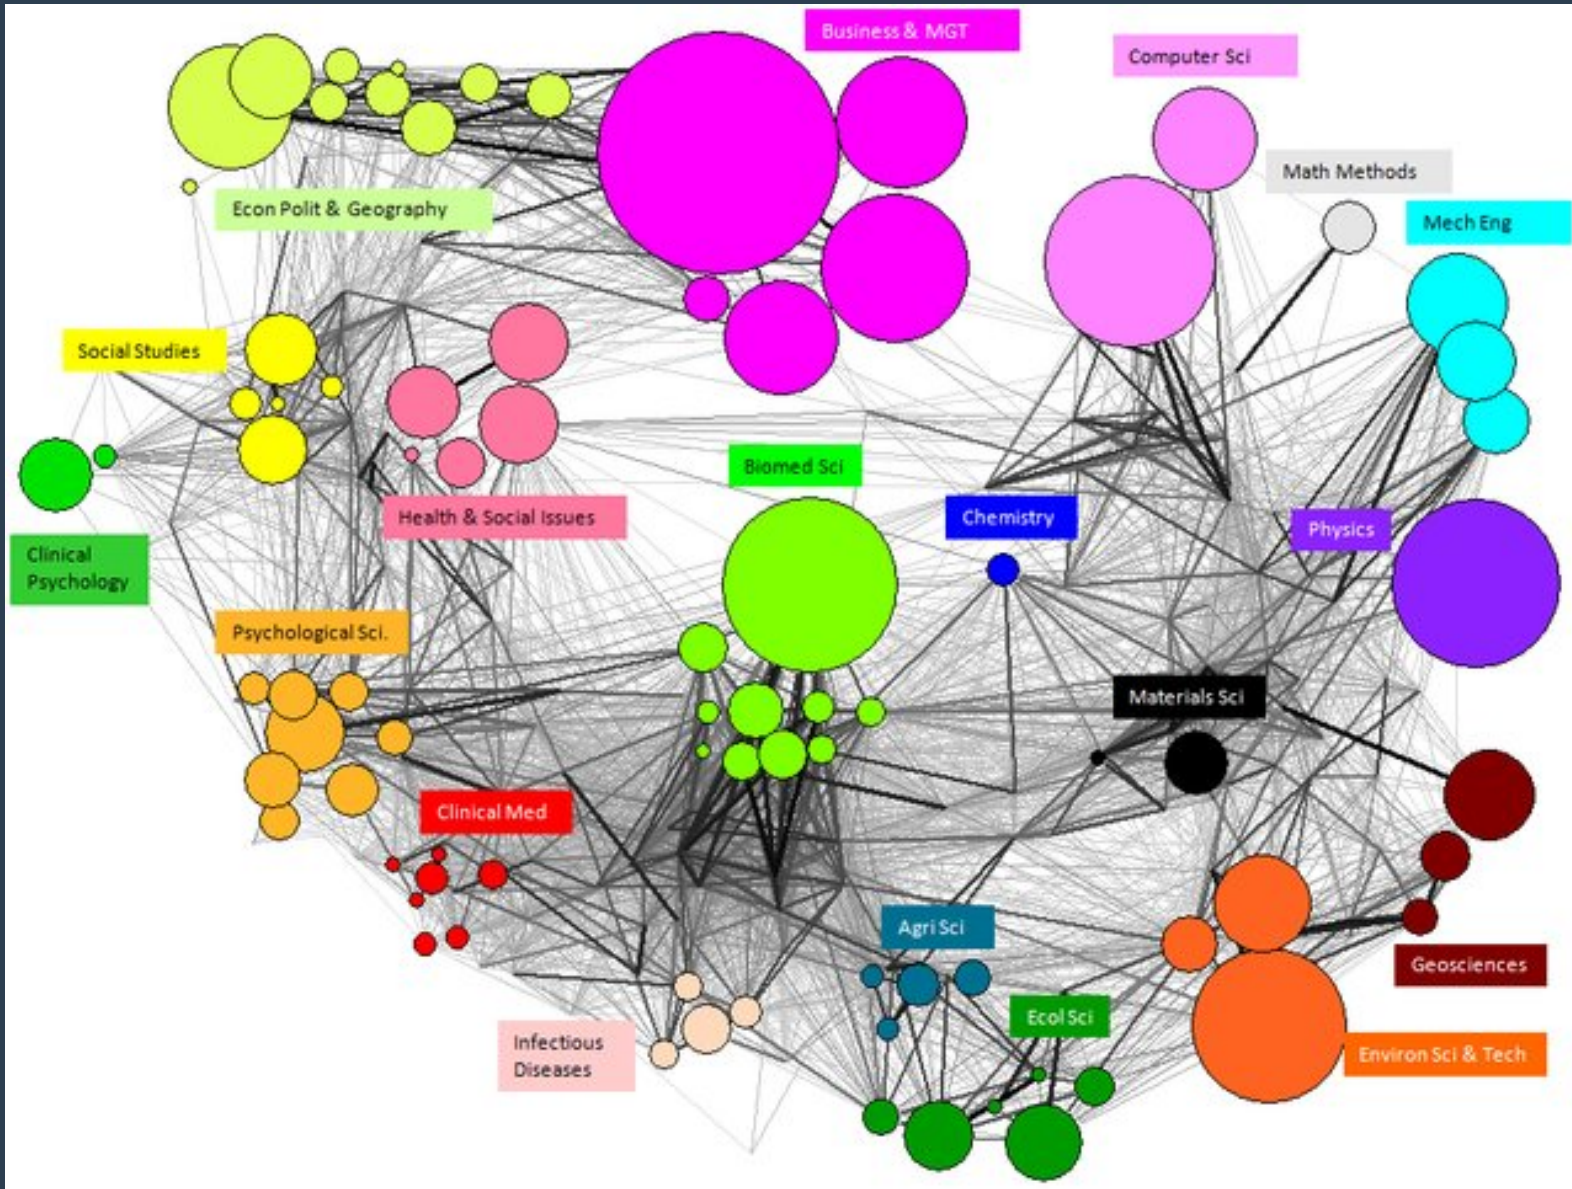 Business & MGT
Computer Sci
Math Methods
Econ Polit & Geography
Mech Eng
Social Studies
Biomed Sci
Health & Social Issues
Chemistry
Physics
Clinical
Psychology
Psychological Sci.
Materials Sci
Clinical Med
Agri Sci
Geosciences
Ecol Sci
Infectious
Diseases
Environ Sci & Tech